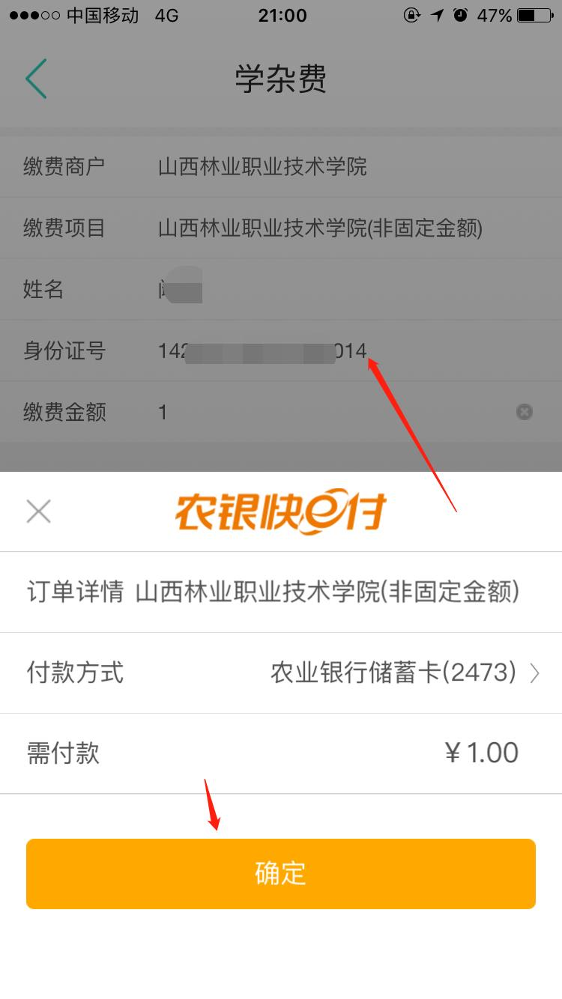 中国移动 4G 21:00 47%
学杂费
缴费商户 山西林业职业技术学院
缴费项目 山西林业职业技术学院(非固定金额)
姓名
身份证号 142 014
缴费金额 1
农银快e付
订单详情 山西林业职业技术学院(非固定金额)
付款方式 农业银行储蓄卡(2473)
需付款 ￥1.00
确定